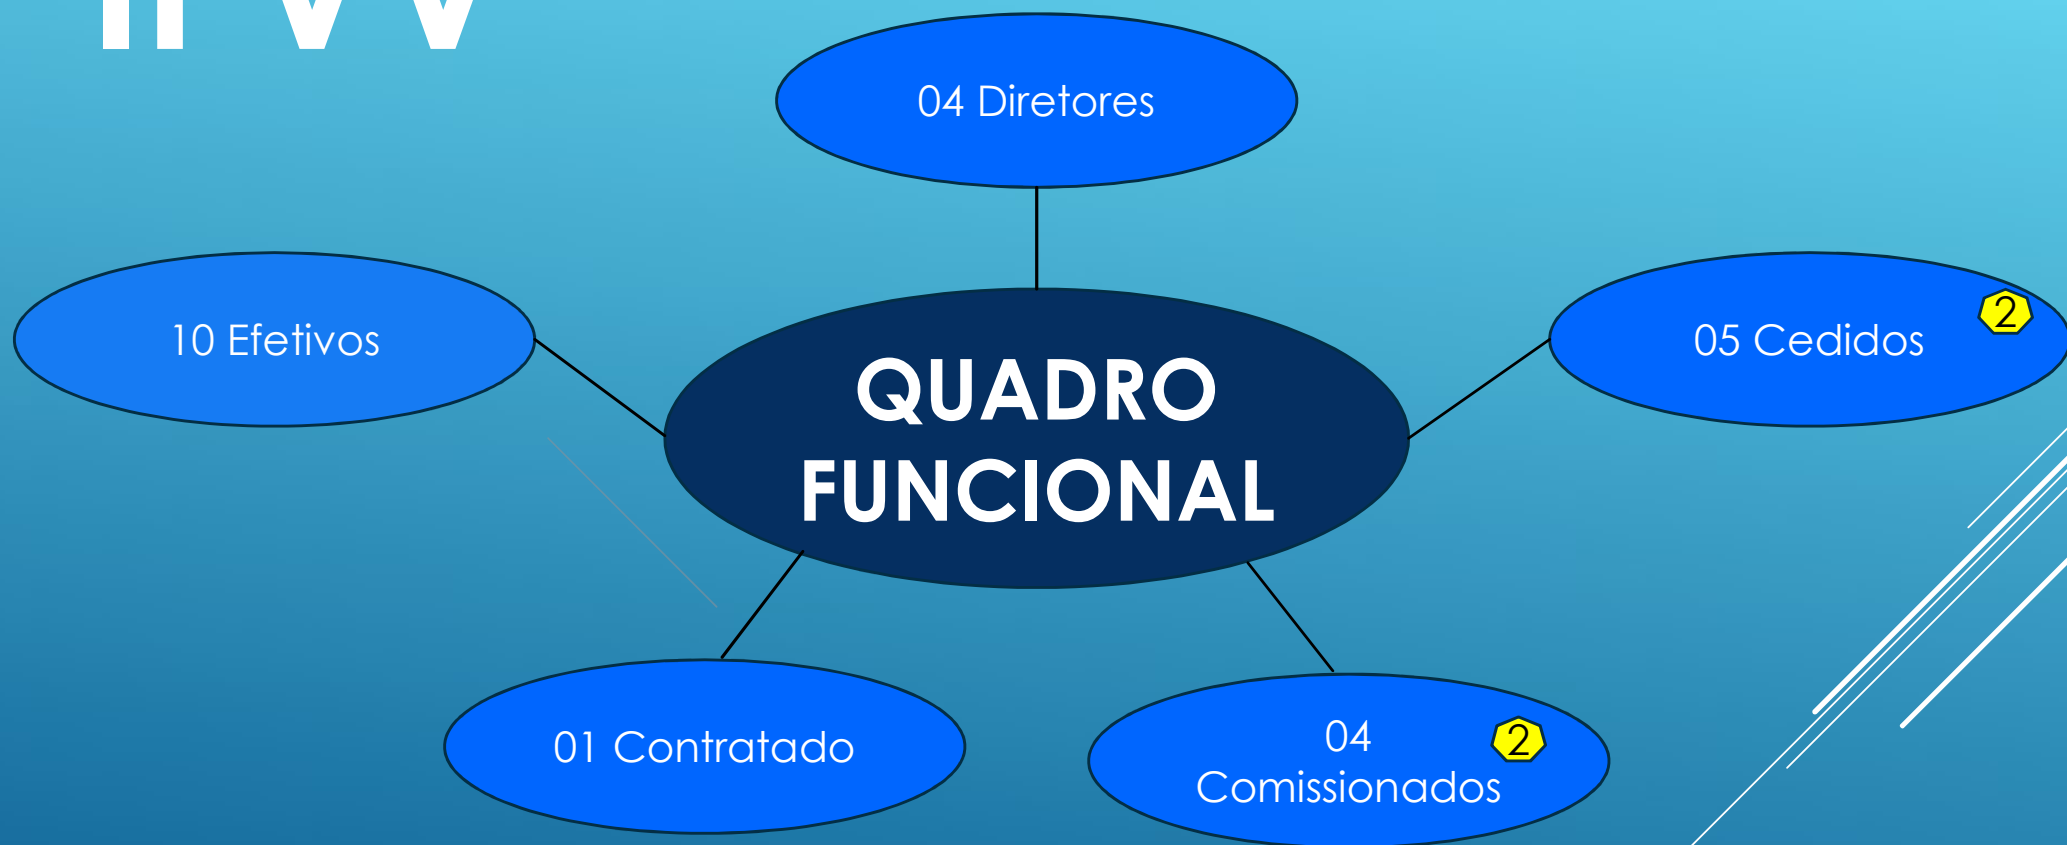 04 Diretores
10 Efetivos
05 Cedidos
2
QUADRO
FUNCIONAL
01 Contratado
04
Comissionados
2